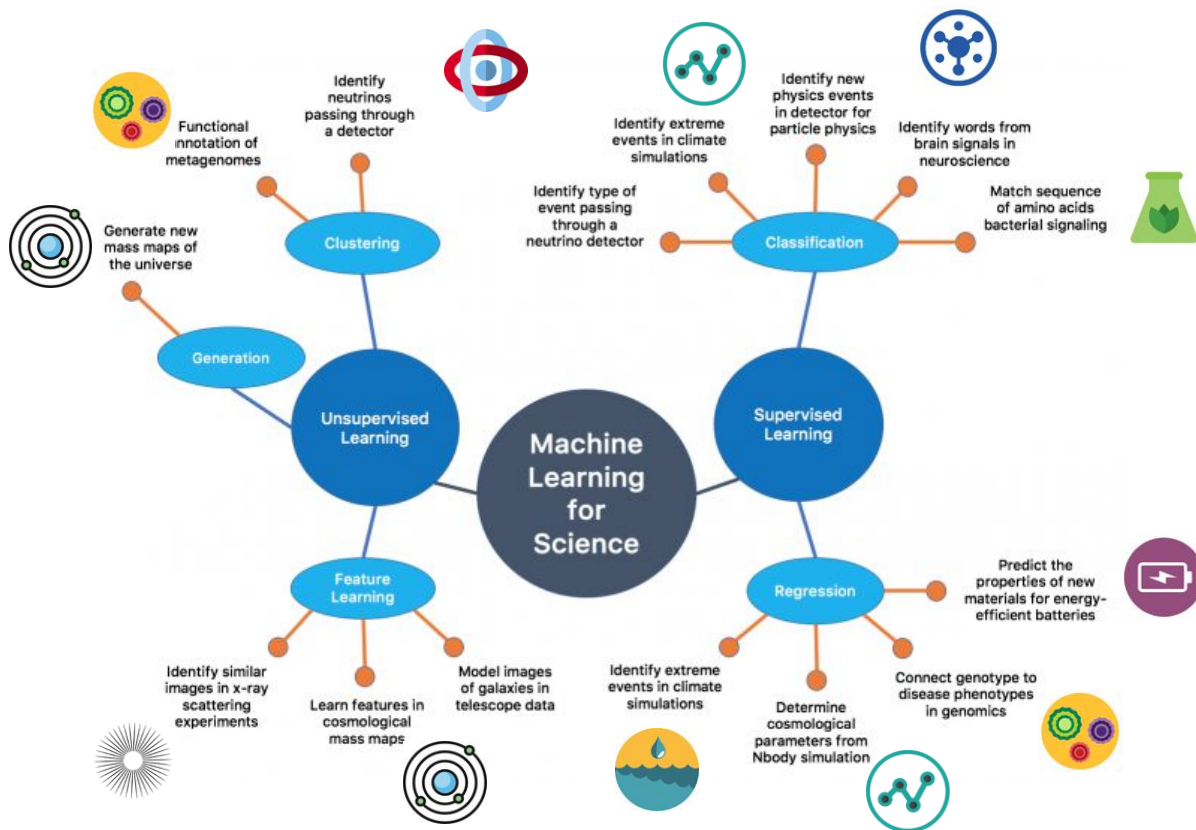 Identify
neutrinos
passing through
a detector
Functional
annotation of
metagenomes
Clustering
Generate new
mass maps of
the universe
Generation
Unsupervised
Learning
Feature
Learning
Identify similar
images in x-ray
scattering
experiments
Learn features in
cosmological
mass maps
Model images
of galaxies in
telescope data
Machine
Learning
for
Science
Identify new
physics events
in detector for
particle physics
Identify extreme
events in climate
simulations
Identify words from
brain signals in
neuroscience
Identify type of
event passing
through a
neutrino detector
Match sequence
of amino acids
bacterial signaling
Classification
Supervised
Learning
Regression
Predict the
properties of new
materials for energy-
efficient batteries
Identify extreme
events in climate
simulations
Determine
cosmological
parameters from
Nbody simulation
Connect genotype to
disease phenotypes
in genomics